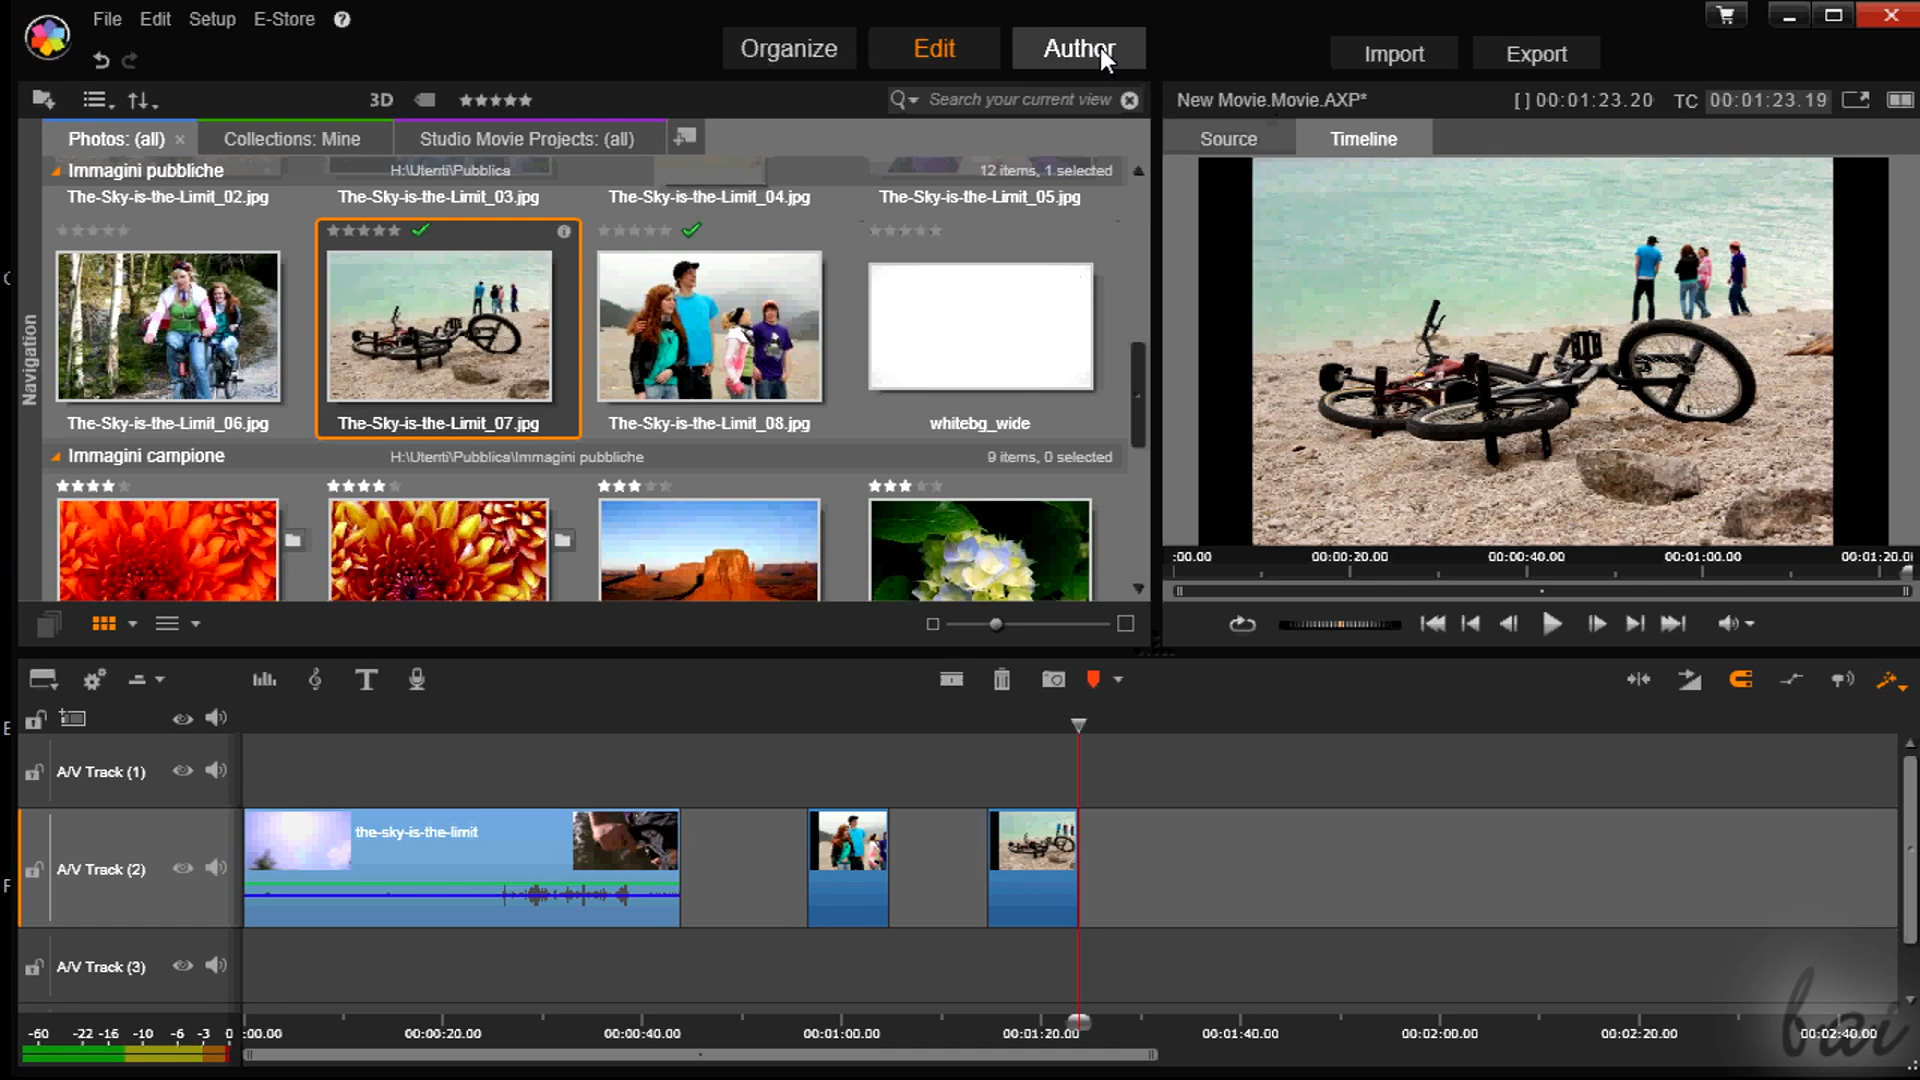 File Edit Setup E-Store ?
Organize Edit Author Import Export
3D Search your current view
New Movie.Movie.AXP* [ ] 00:01:23.20 TC 00:01:23.19
Photos: (all) × Collections: Mine Studio Movie Projects: (all)
Source Timeline
Immagini pubbliche H:\Utenti\Pubblica 12 items, 1 selected
The-Sky-is-the-Limit_02.jpg The-Sky-is-the-Limit_03.jpg The-Sky-is-the-Limit_04.jpg The-Sky-is-the-Limit_05.jpg
Navigation
The-Sky-is-the-Limit_06.jpg The-Sky-is-the-Limit_07.jpg The-Sky-is-the-Limit_08.jpg whitebg_wide
Immagini campione H:\Utenti\Pubblica\Immagini pubbliche 9 items, 0 selected
:00.00 00:00:20.00 00:00:40.00 00:01:00.00 00:01:20.0
A/V Track (1)
the-sky-is-the-limit
A/V Track (2)
A/V Track (3)
-60 -22 -16 -10 -6 -3 0 :00.00 00:00:20.00 00:00:40.00 00:01:00.00 00:01:20.00 00:01:40.00 00:02:00.00 00:02:20.00 00:02:40.00
bai